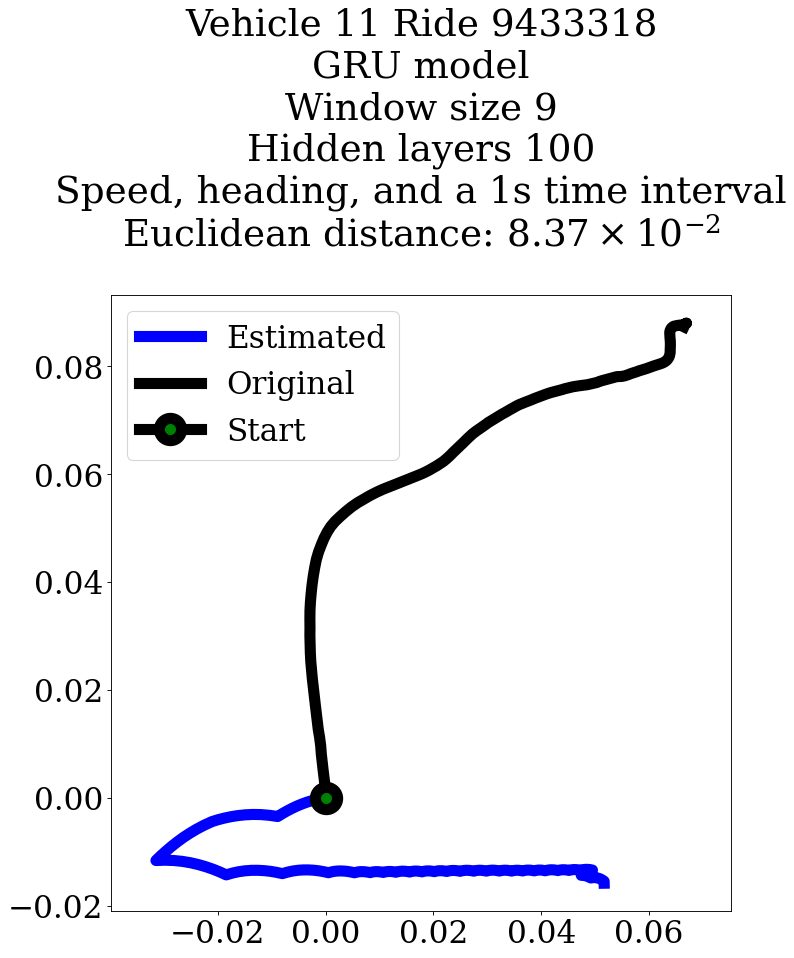 Vehicle 11 Ride 9433318
GRU model
Window size 9
Hidden layers 100
Speed, heading, and a 1s time interval
Euclidean distance: 8.37 × 10⁻²
Estimated
Original
Start
0.08
0.06
0.04
0.02
0.00
−0.02
−0.02 0.00 0.02 0.04 0.06